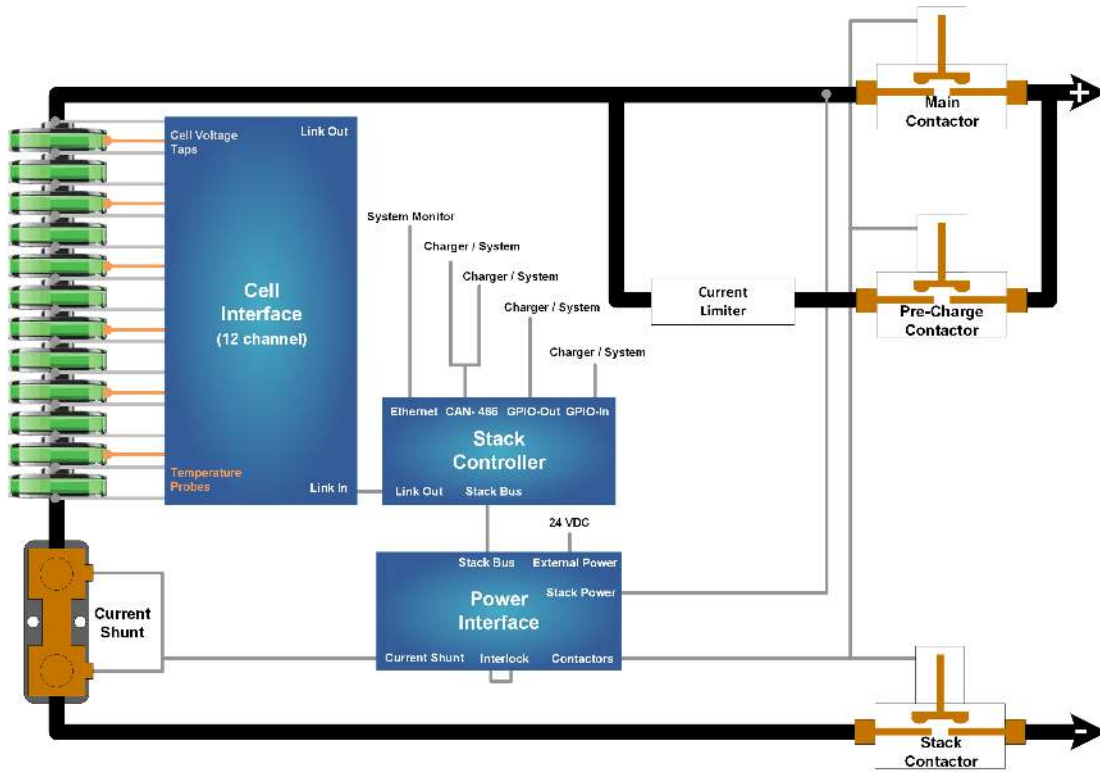 Cell Voltage
Taps
Link Out
Cell
Interface
(12 channel)
Temperature
Probes
Link In
System Monitor
Charger / System
Charger / System
Charger / System
Charger / System
Ethernet CAN- 485 GPIO-Out GPIO-In
Stack
Controller
Link Out Stack Bus
24 VDC
Stack Bus External Power
Stack Power
Power
Interface
Current Shunt Interlock Contactors
Current
Shunt
Current
Limiter
Main
Contactor
+
Pre-Charge
Contactor
Stack
Contactor
-